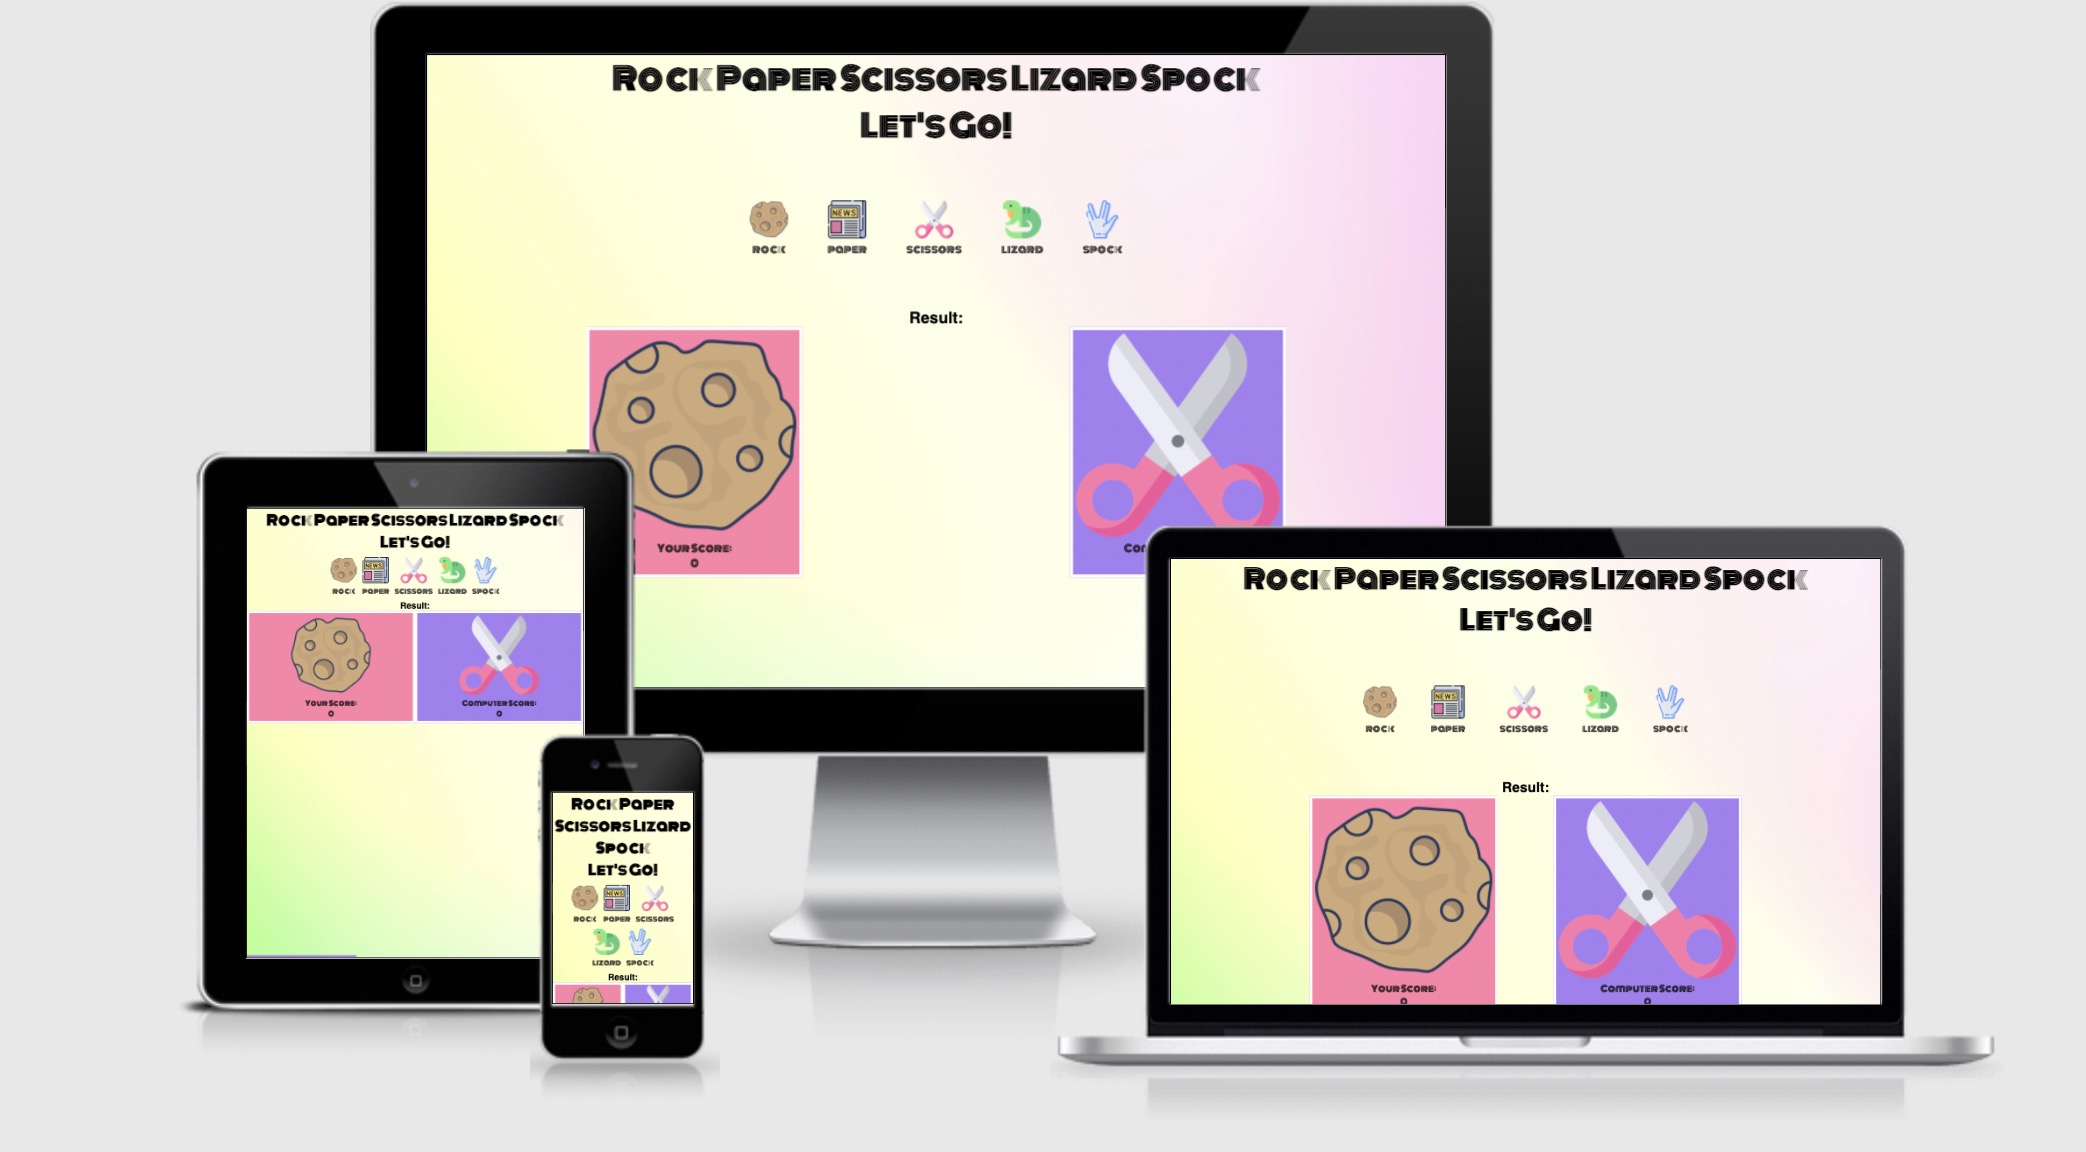 Rock Paper Scissors Lizard Spock
Let's Go!
NEWS
ROCK PAPER SCISSORS LIZARD SPOCK
Result:
Your Score:
0
Rock Paper Scissors Lizard Spock
Let's Go!
NEWS
ROCK PAPER SCISSORS LIZARD SPOCK
Result:
Your Score: Computer Score:
0 0
Rock Paper
Scissors Lizard
Spock
Let's Go!
NEWS
ROCK PAPER SCISSORS
LIZARD SPOCK
Result:
Rock Paper Scissors Lizard Spock
Let's Go!
NEWS
ROCK PAPER SCISSORS LIZARD SPOCK
Result:
Your Score: Computer Score:
0 0